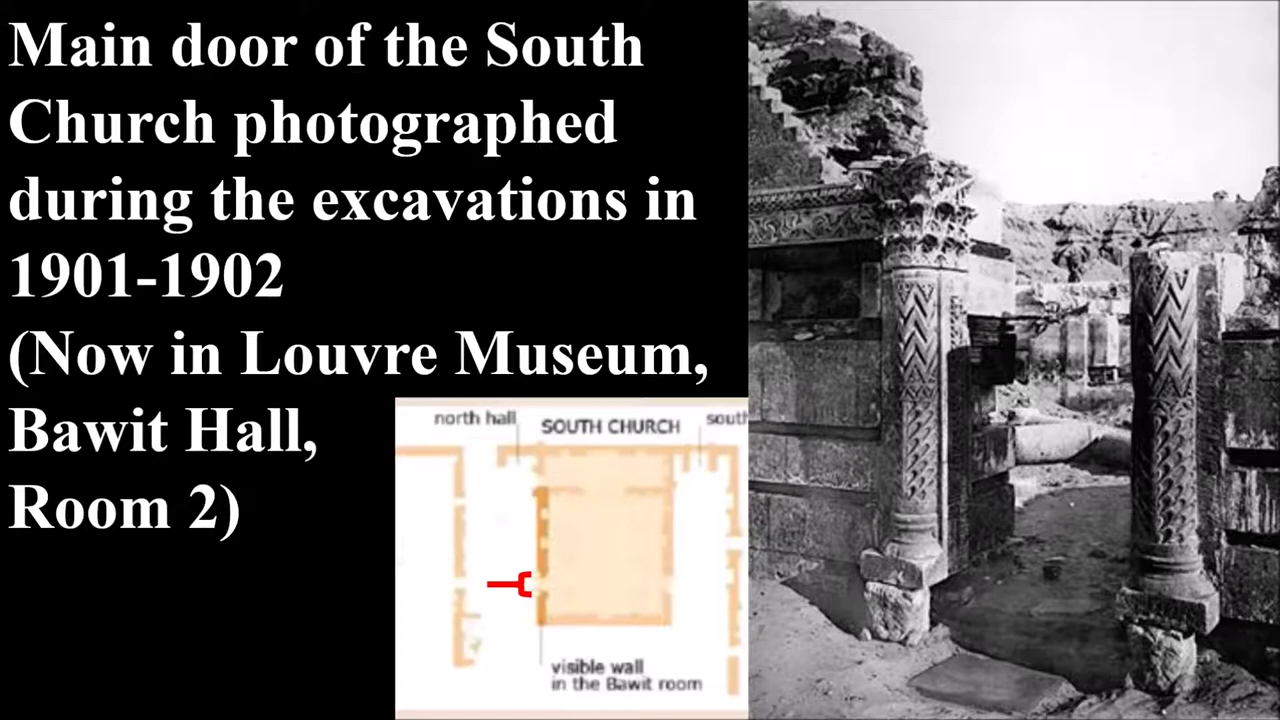 Main door of the South
Church photographed
during the excavations in
1901-1902
(Now in Louvre Museum,
Bawit Hall,
Room 2)
north hall
SOUTH CHURCH
south
visible wall
in the Bawit room